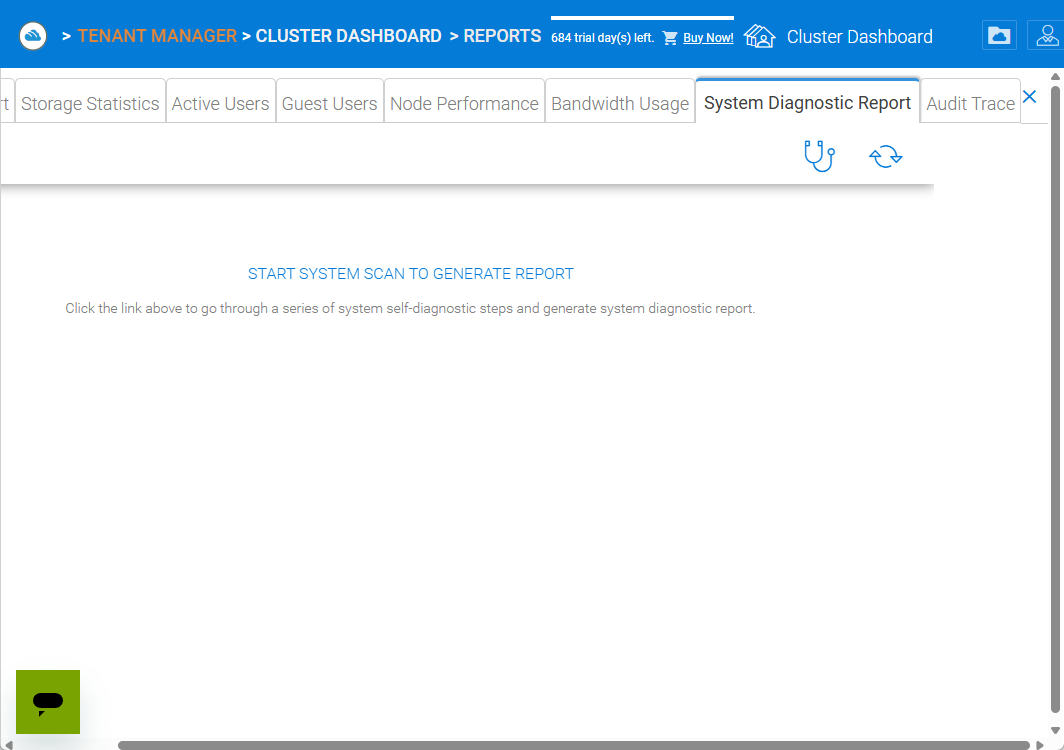 > TENANT MANAGER > CLUSTER DASHBOARD > REPORTS 684 trial day(s) left. Buy Now! Cluster Dashboard
t Storage Statistics Active Users Guest Users Node Performance Bandwidth Usage System Diagnostic Report Audit Trace
START SYSTEM SCAN TO GENERATE REPORT
Click the link above to go through a series of system self-diagnostic steps and generate system diagnostic report.